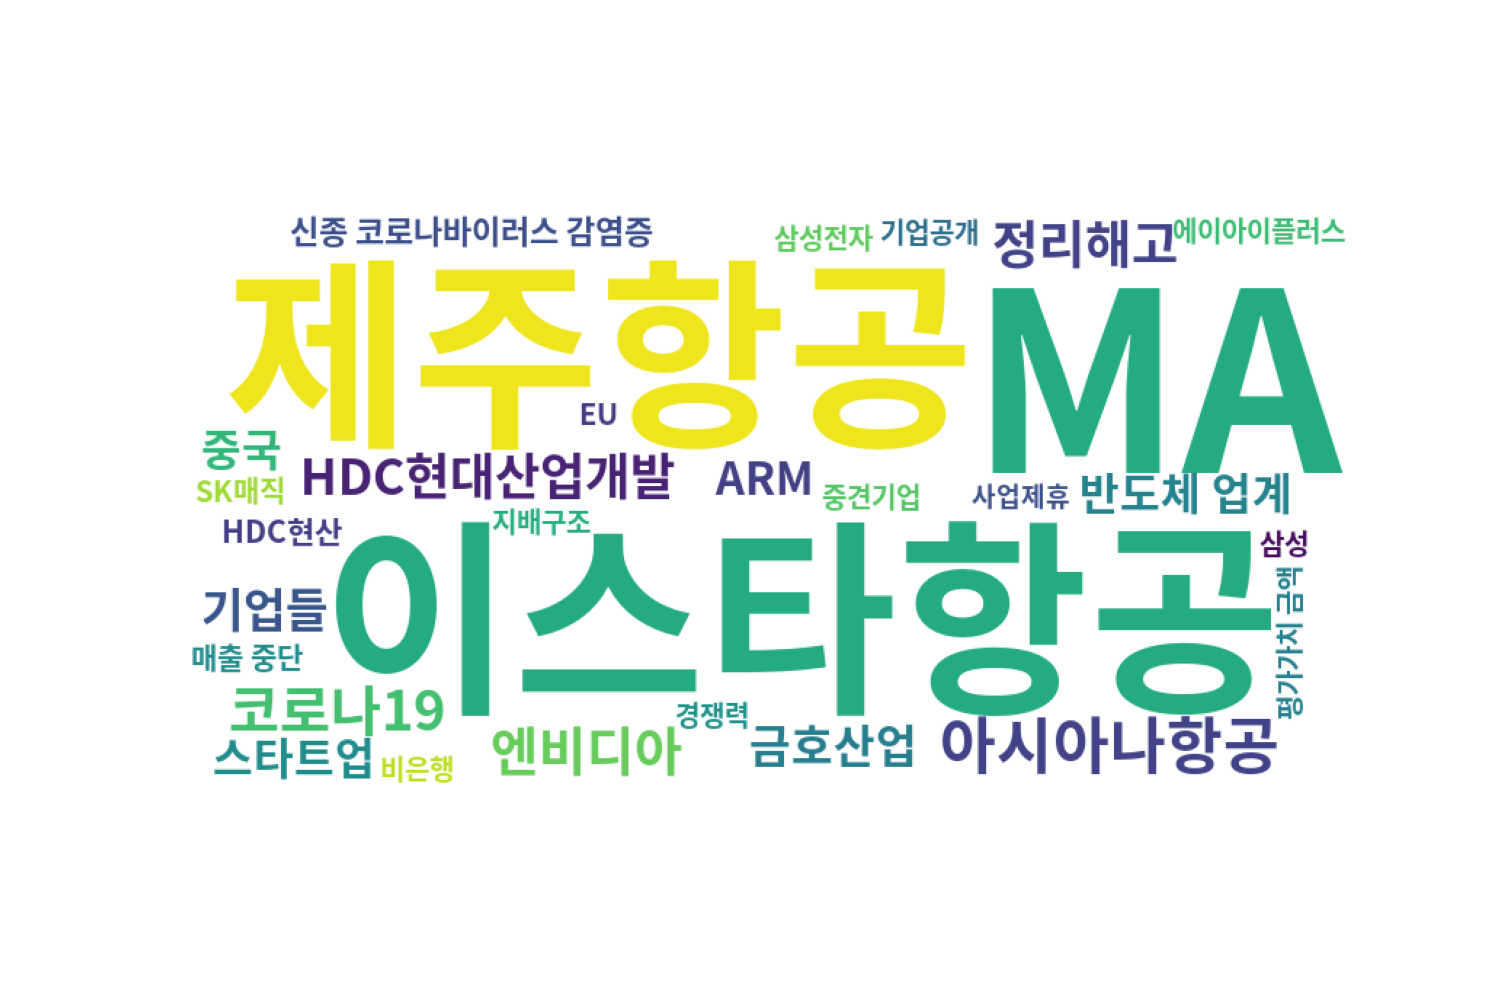 신종 코로나바이러스 감염증
삼성전자
기업공개
정리해고
에이아이플러스
제주항공
MA
EU
중국
HDC현대산업개발
ARM
SK매직
중견기업
사업제휴
반도체 업계
HDC현산
지배구조
이스타항공
삼성
평가가치 금액
기업들
매출 중단
코로나19
경쟁력
스타트업
비은행
엔비디아
금호산업
아시아나항공